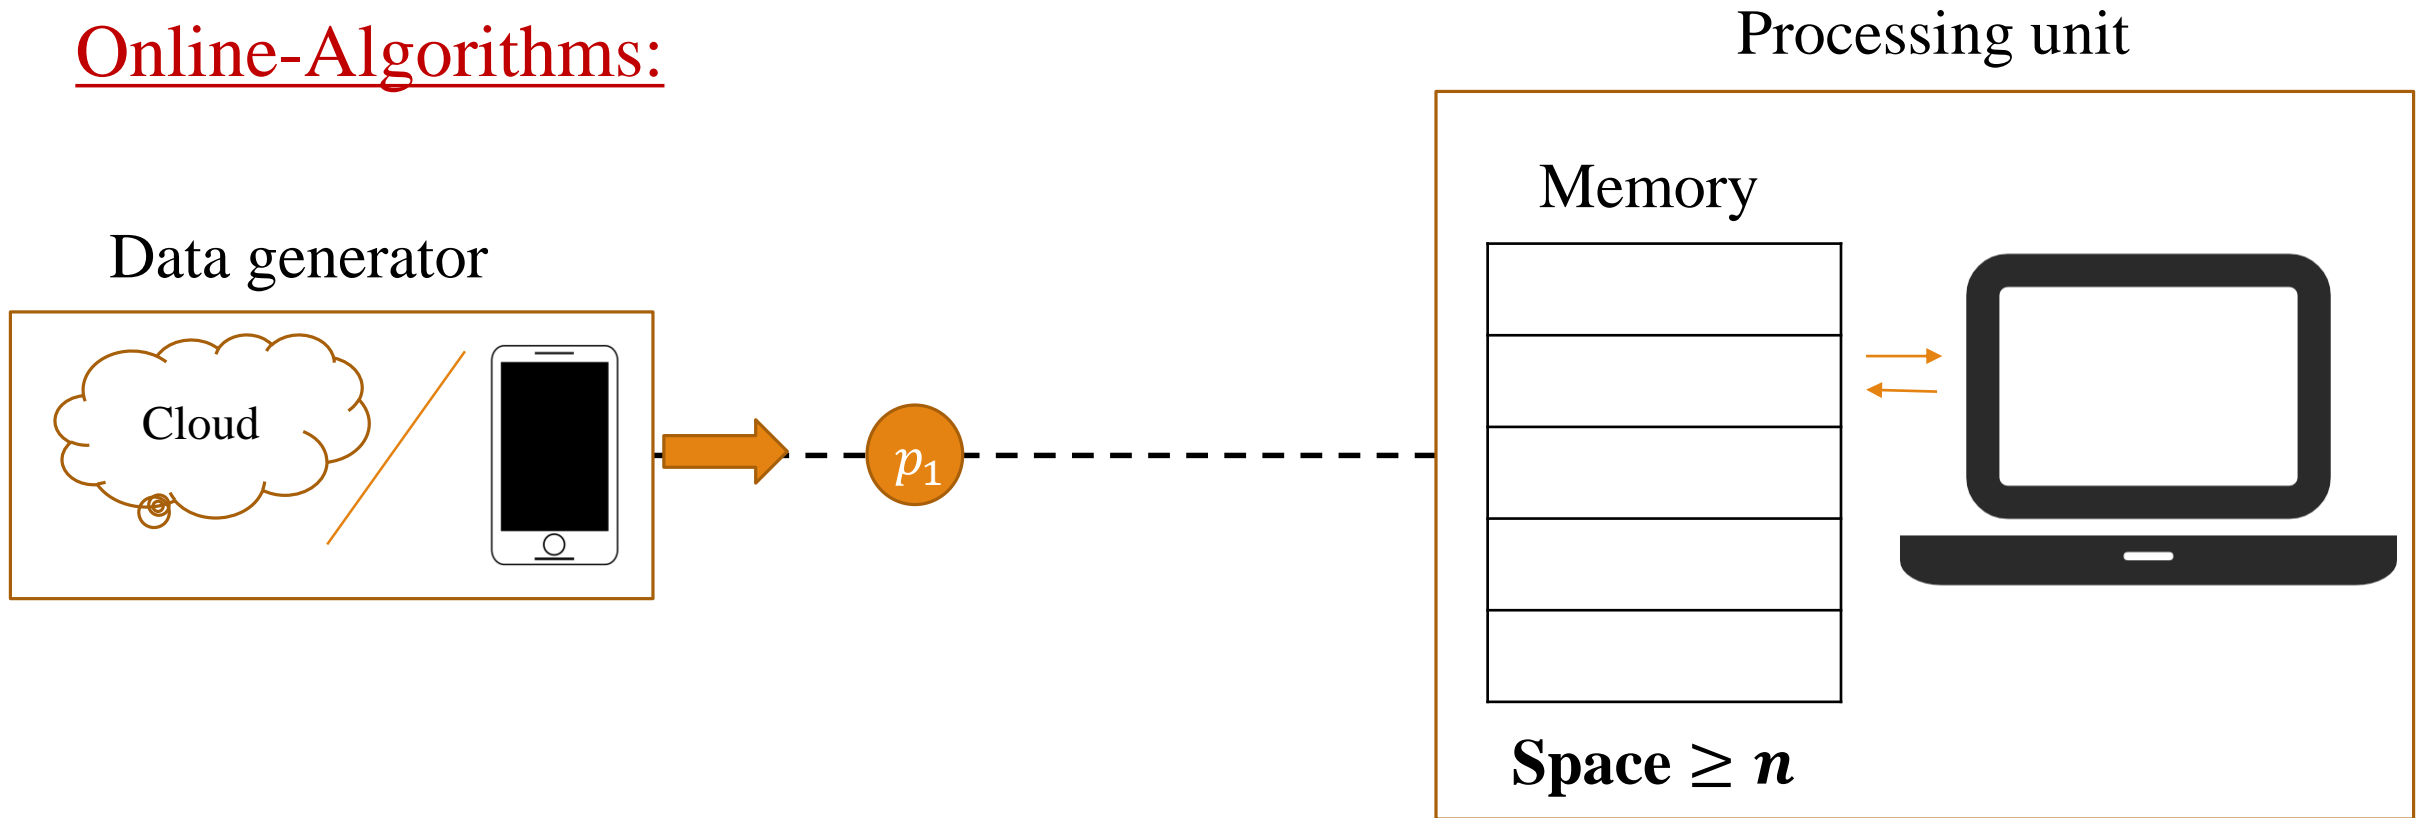 Online-Algorithms:
Processing unit
Memory
Data generator
Cloud
p₁
Space ≥ n